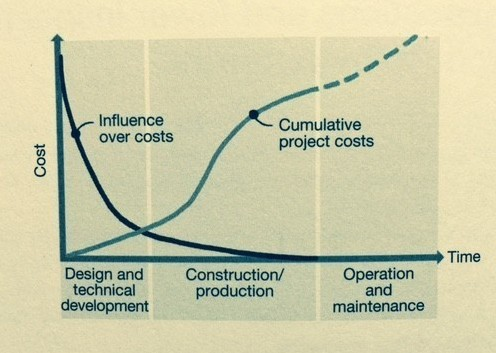 Influence
over costs
Cumulative
project costs
Cost
Time
Design and
technical
development
Construction/
production
Operation
and
maintenance